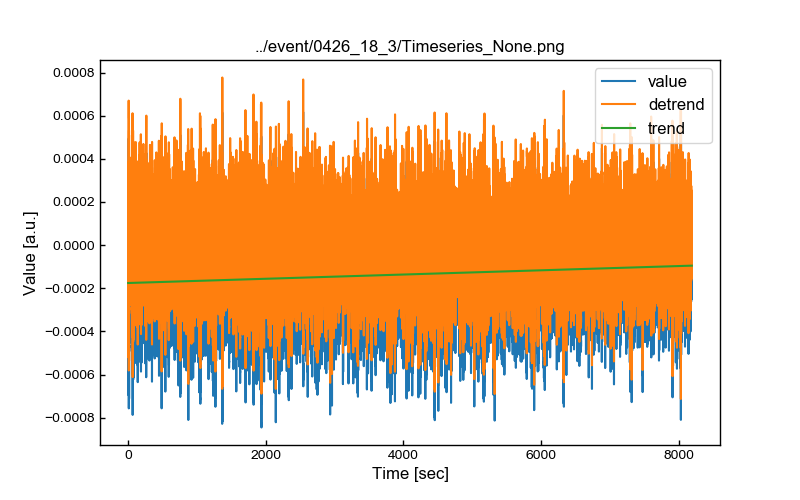 ../event/0426_18_3/Timeseries_None.png
value
detrend
trend
Value [a.u.]
0.0008
0.0006
0.0004
0.0002
0.0000
−0.0002
−0.0004
−0.0006
−0.0008
0
2000
4000
6000
8000
Time [sec]